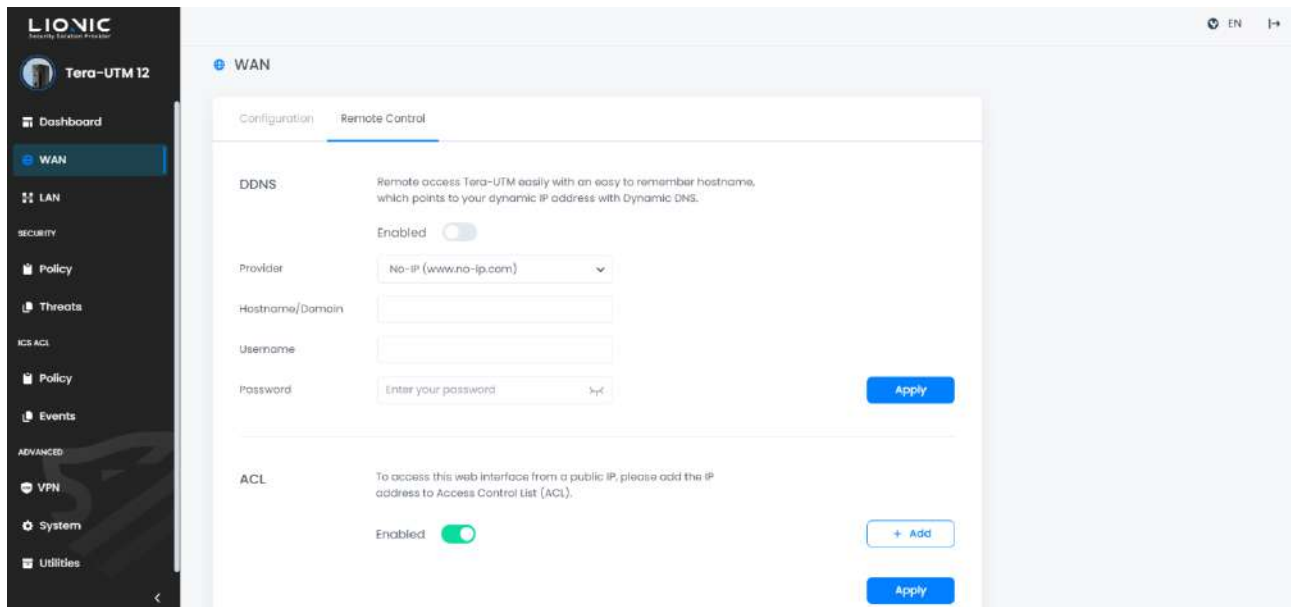 LIONIC
Security Solution Provider
EN
Tera-UTM 12
WAN
Dashboard
WAN
LAN
SECURITY
Policy
Threats
ICS ACL
Policy
Events
ADVANCED
VPN
System
Utilities
Configuration Remote Control
DDNS
Remote access Tera-UTM easily with an easy to remember hostname,
which points to your dynamic IP address with Dynamic DNS.
Enabled
Provider No-IP (www.no-ip.com)
Hostname/Domain
Username
Password Enter your password
Apply
ACL
To access this web interface from a public IP, please add the IP
address to Access Control List (ACL).
Enabled
+ Add
Apply